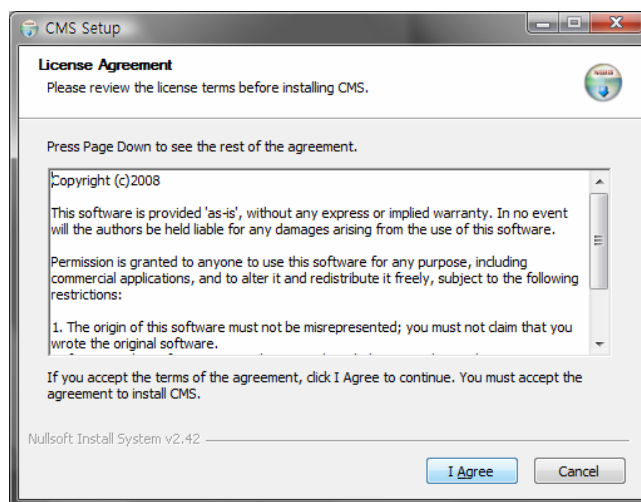 CMS Setup
License Agreement
Please review the license terms before installing CMS.
Press Page Down to see the rest of the agreement.
Copyright (c)2008
This software is provided 'as-is', without any express or implied warranty. In no event
will the authors be held liable for any damages arising from the use of this software.
Permission is granted to anyone to use this software for any purpose, including
commercial applications, and to alter it and redistribute it freely, subject to the following
restrictions:
1. The origin of this software must not be misrepresented; you must not claim that you
wrote the original software.
If you accept the terms of the agreement, click I Agree to continue. You must accept the
agreement to install CMS.
Nullsoft Install System v2.42
I Agree
Cancel